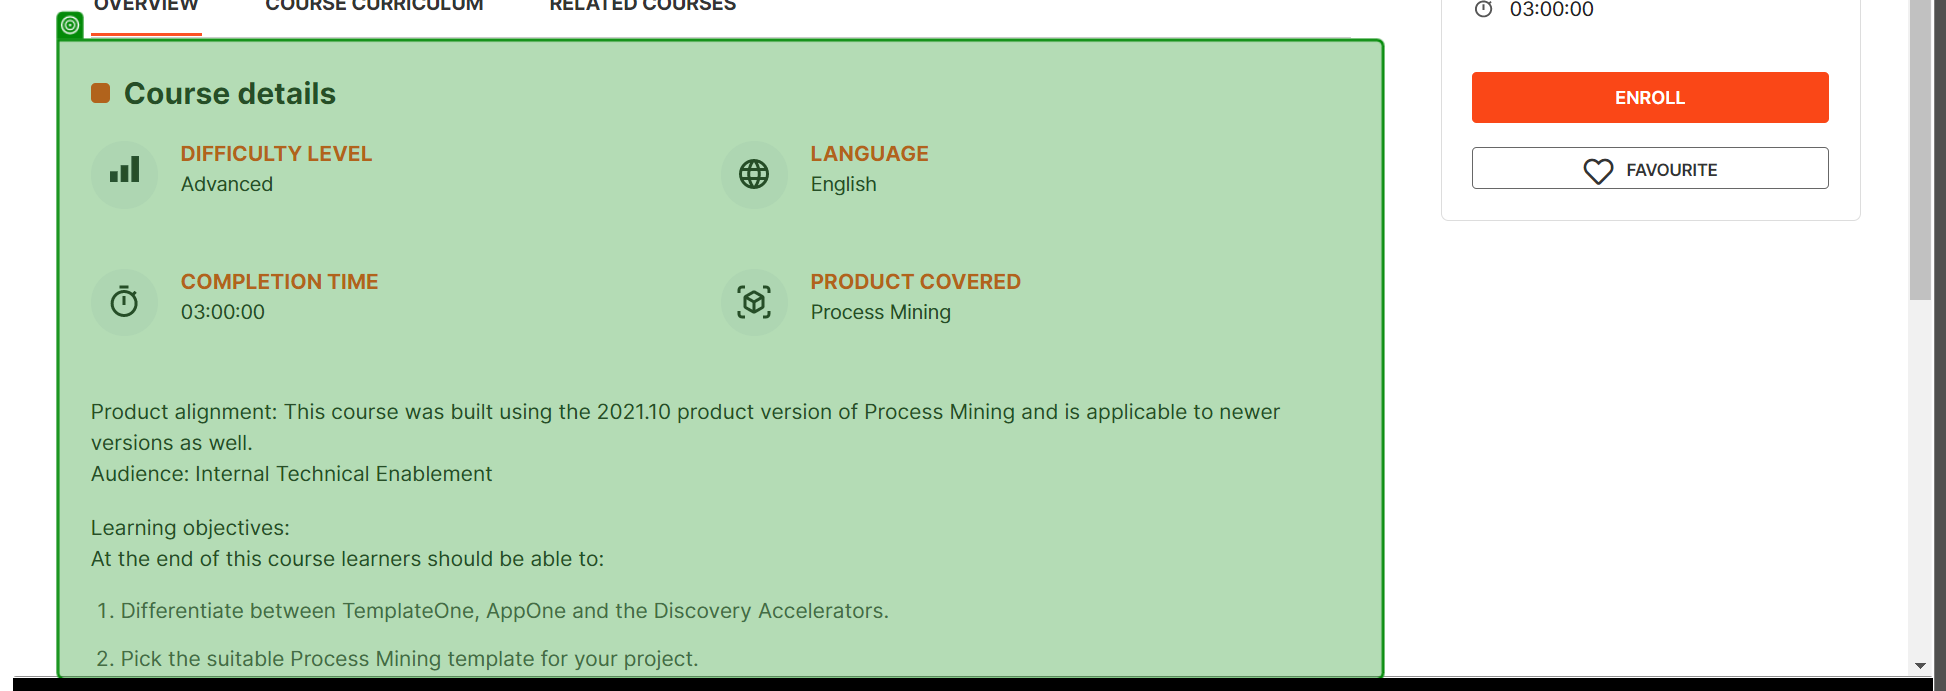 OVERVIEW COURSE CURRICULUM RELATED COURSES
03:00:00
ENROLL
FAVOURITE
Course details
DIFFICULTY LEVEL
Advanced
LANGUAGE
English
COMPLETION TIME
03:00:00
PRODUCT COVERED
Process Mining
Product alignment: This course was built using the 2021.10 product version of Process Mining and is applicable to newer
versions as well.
Audience: Internal Technical Enablement
Learning objectives:
At the end of this course learners should be able to:
1. Differentiate between TemplateOne, AppOne and the Discovery Accelerators.
2. Pick the suitable Process Mining template for your project.